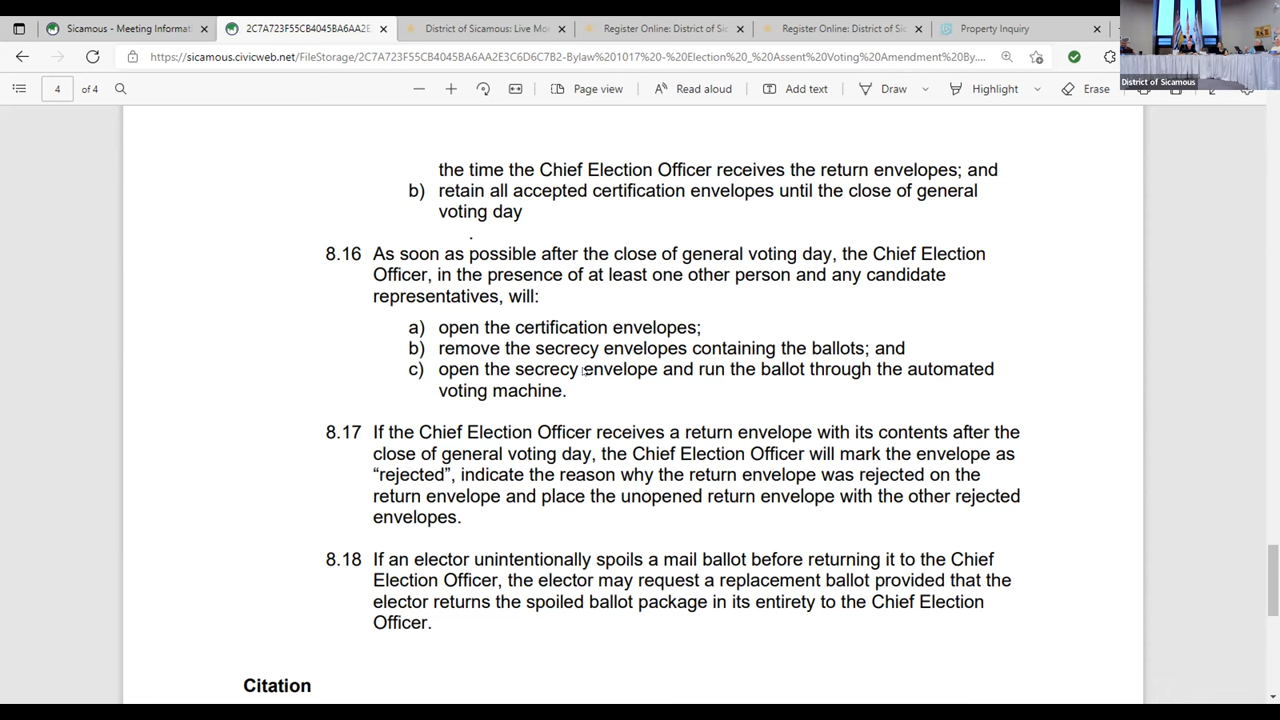 Sicamous - Meeting Informati
2C7A723F55CB4045BA6AA2E
District of Sicamous: Live Mo
Register Online: District of Sic
Register Online: District of Sic
Property Inquiry
https://sicamous.civicweb.net/FileStorage/2C7A723F55CB4045BA6AA2E3E6D6C7B2-Bylaw%201017%20-%20Election%20_%20Assent%20Voting%20Amendment%20By...
District of Sicamous
4 of 4
Page view
Read aloud
Add text
Draw
Highlight
Erase
the time the Chief Election Officer receives the return envelopes; and
b) retain all accepted certification envelopes until the close of general
voting day
.
8.16 As soon as possible after the close of general voting day, the Chief Election
Officer, in the presence of at least one other person and any candidate
representatives, will:
a) open the certification envelopes;
b) remove the secrecy envelopes containing the ballots; and
c) open the secrecy envelope and run the ballot through the automated
voting machine.
8.17 If the Chief Election Officer receives a return envelope with its contents after the
close of general voting day, the Chief Election Officer will mark the envelope as
“rejected”, indicate the reason why the return envelope was rejected on the
return envelope and place the unopened return envelope with the other rejected
envelopes.
8.18 If an elector unintentionally spoils a mail ballot before returning it to the Chief
Election Officer, the elector may request a replacement ballot provided that the
elector returns the spoiled ballot package in its entirety to the Chief Election
Officer.
Citation